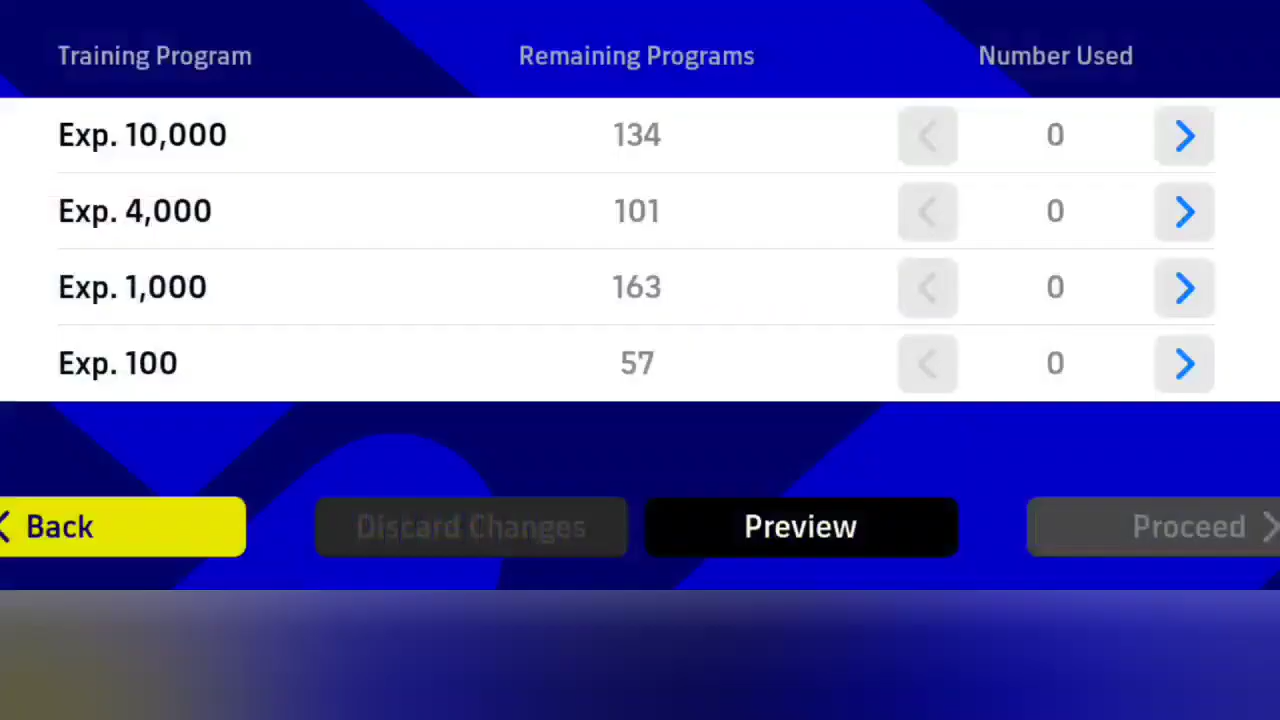 Training Program Remaining Programs Number Used
Exp. 10,000 134 0
Exp. 4,000 101 0
Exp. 1,000 163 0
Exp. 100 57 0
Back Discard Changes Preview Proceed